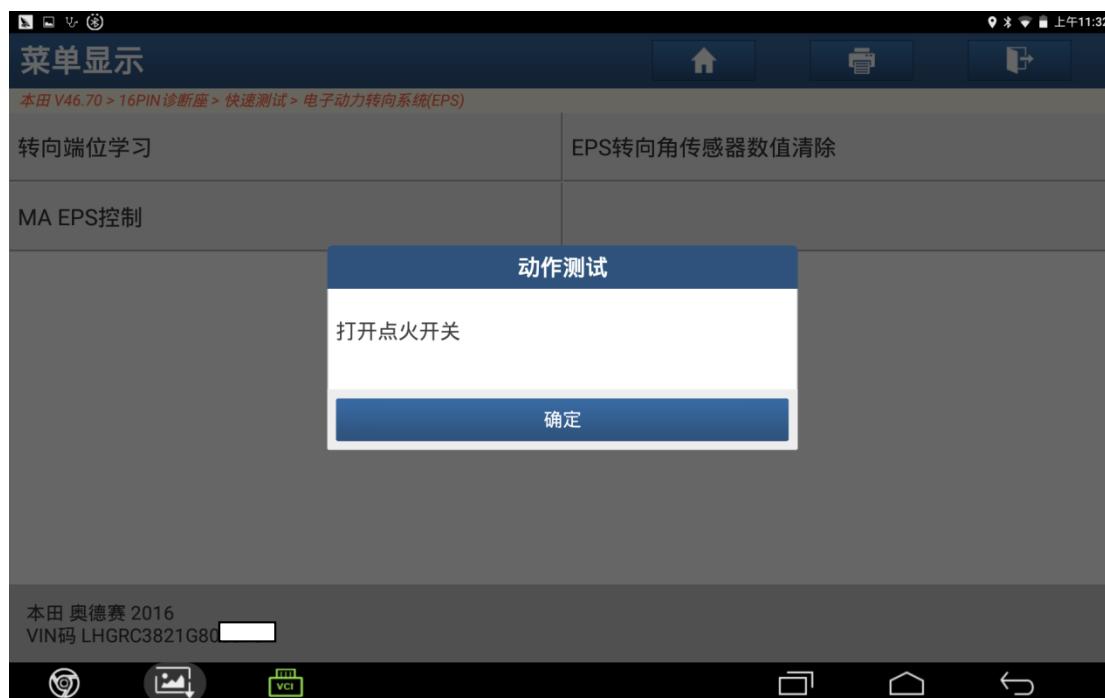 上午11:32
菜单显示
本田 V46.70 > 16PIN诊断座 > 快速测试 > 电子动力转向系统(EPS)
转向端位学习
EPS转向角传感器数值清除
MA EPS控制
动作测试
打开点火开关
确定
本田 奥德赛 2016
VIN码 LHGRC3821G80
VCI